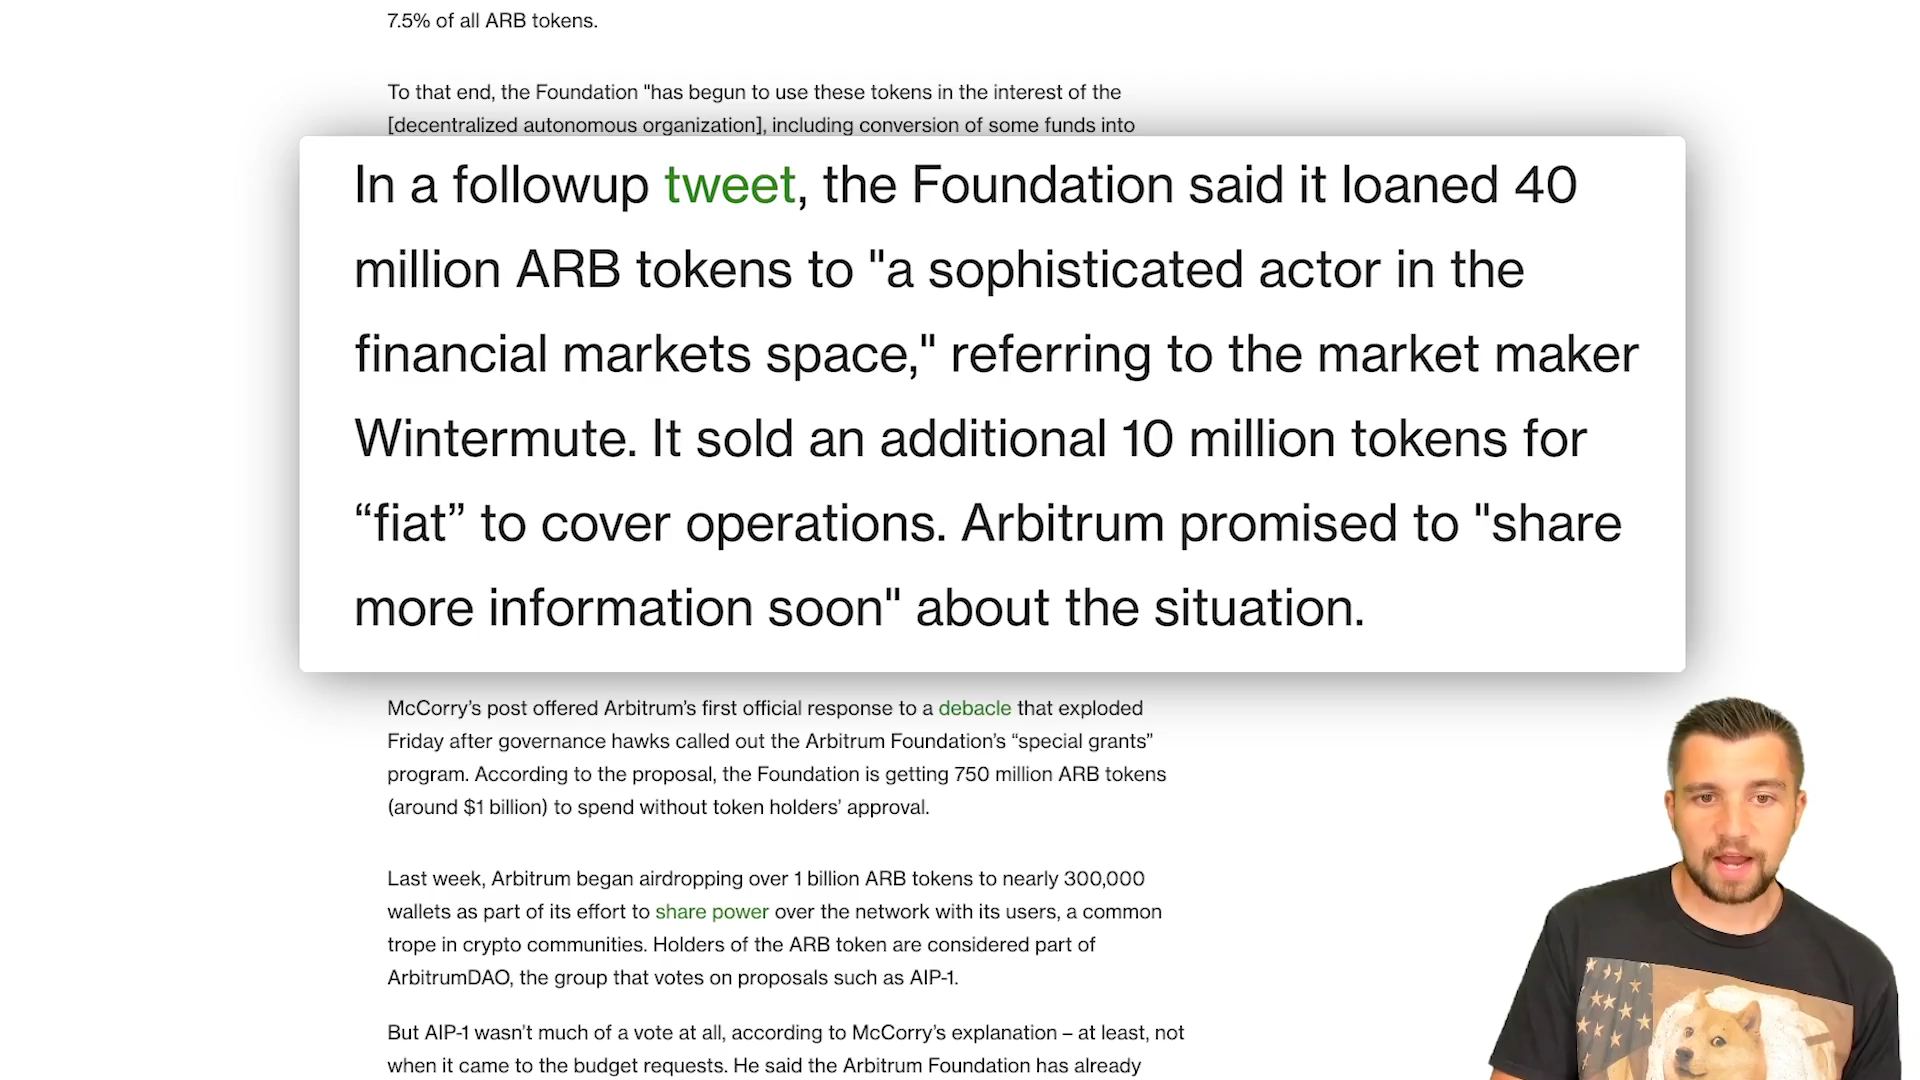 7.5% of all ARB tokens.
To that end, the Foundation "has begun to use these tokens in the interest of the
[decentralized autonomous organization], including conversion of some funds into
In a followup tweet, the Foundation said it loaned 40
million ARB tokens to "a sophisticated actor in the
financial markets space," referring to the market maker
Wintermute. It sold an additional 10 million tokens for
“fiat” to cover operations. Arbitrum promised to "share
more information soon" about the situation.
McCorry’s post offered Arbitrum’s first official response to a debacle that exploded
Friday after governance hawks called out the Arbitrum Foundation’s “special grants”
program. According to the proposal, the Foundation is getting 750 million ARB tokens
(around $1 billion) to spend without token holders’ approval.
Last week, Arbitrum began airdropping over 1 billion ARB tokens to nearly 300,000
wallets as part of its effort to share power over the network with its users, a common
trope in crypto communities. Holders of the ARB token are considered part of
ArbitrumDAO, the group that votes on proposals such as AIP-1.
But AIP-1 wasn’t much of a vote at all, according to McCorry’s explanation – at least, not
when it came to the budget requests. He said the Arbitrum Foundation has already